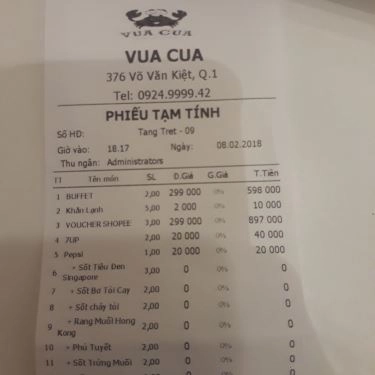 VUA CUA
VUA CUA
376 Võ Văn Kiệt, Q.1
Tel: 0924.9999.42
PHIẾU TẠM TÍNH
Số HD: Tang Tret - 09
Giờ vào: 18.17 Ngày: 08.02.2018
Thu ngân: Administrators
TT Tên món SL Đ.Giá G.Giá T.Tiền
1 BUFFET 2,00 299 000 0% 598 000
2 Khăn Lạnh 5,00 2 000 0% 10 000
3 VOUCHER SHOPEE 3,00 299 000 0% 897 000
4 7UP 2,00 20 000 0% 40 000
5 Pepsi 1,00 20 000 0% 20 000
6 + Sốt Tiêu Đen Singapore 3,00 0 0% 0
7 + Sốt Bơ Tỏi Cay 2,00 0 0% 0
8 + Sốt chảy túi 2,00 0 0% 0
9 + Rang Muối Hong Kong 2,00 0 0% 0
10 + Phủ Tuyết 2,00 0 0% 0
11 + Sốt Trứng Muối 2,00 0 0% 0